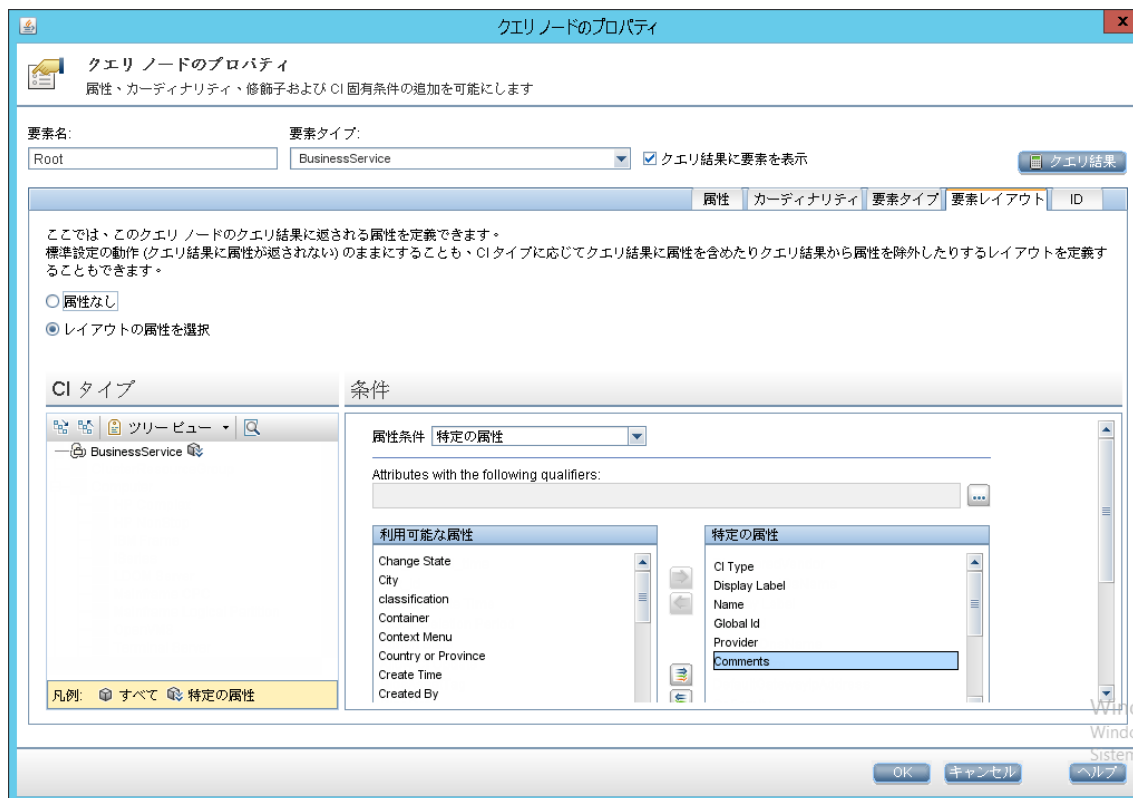 クエリ ノードのプロパティ
x
クエリ ノードのプロパティ
属性、カーディナリティ、修飾子および CI 固有条件の追加を可能にします
要素名:
要素タイプ:
Root
BusinessService
クエリ結果に要素を表示
クエリ結果
属性
カーディナリティ
要素タイプ
要素レイアウト
ID
ここでは、このクエリ ノードのクエリ結果に返される属性を定義できます。
標準設定の動作 (クエリ結果に属性が返されない) のままにすることも、CI タイプに応じてクエリ結果に属性を含めたりクエリ結果から属性を除外したりするレイアウトを定義す
ることもできます。
属性なし
レイアウトの属性を選択
CI タイプ
条件
ツリー ビュー
BusinessService
属性条件
特定の属性
Attributes with the following qualifiers:
...
利用可能な属性
特定の属性
Change State
City
classification
Container
Context Menu
Country or Province
Create Time
Created By
CI Type
Display Label
Name
Global Id
Provider
Comments
凡例:
すべて
特定の属性
Wind
Windo
Sistem
OK
キャンセル
ヘルプ